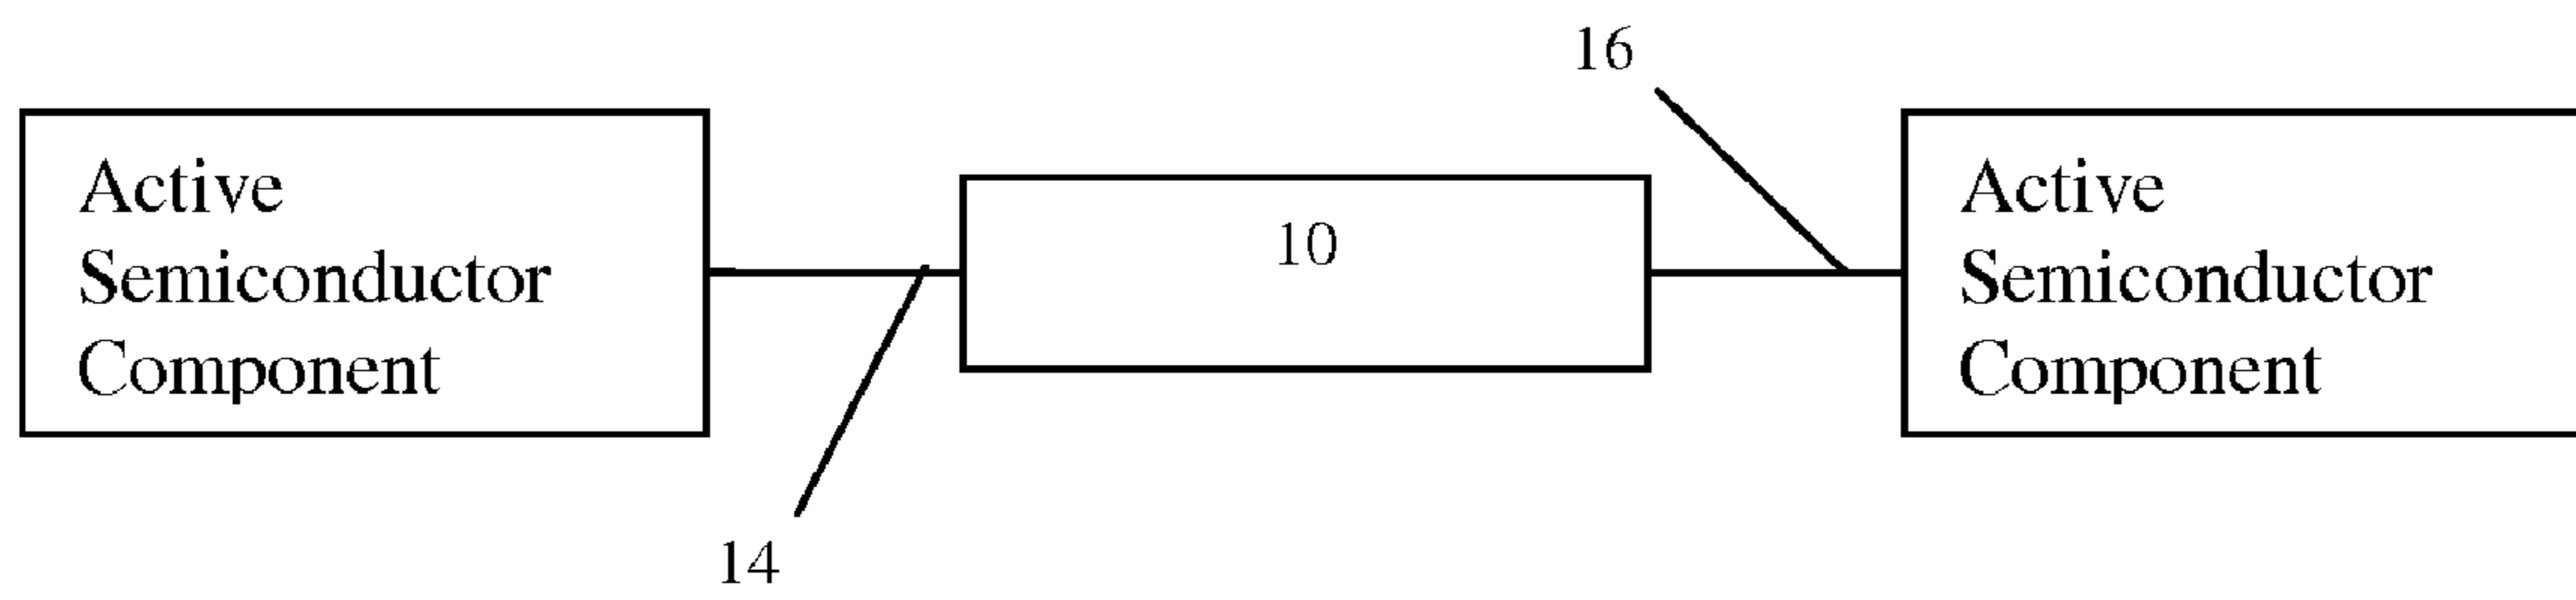 16
Active
Semiconductor
Component
10
Active
Semiconductor
Component
14